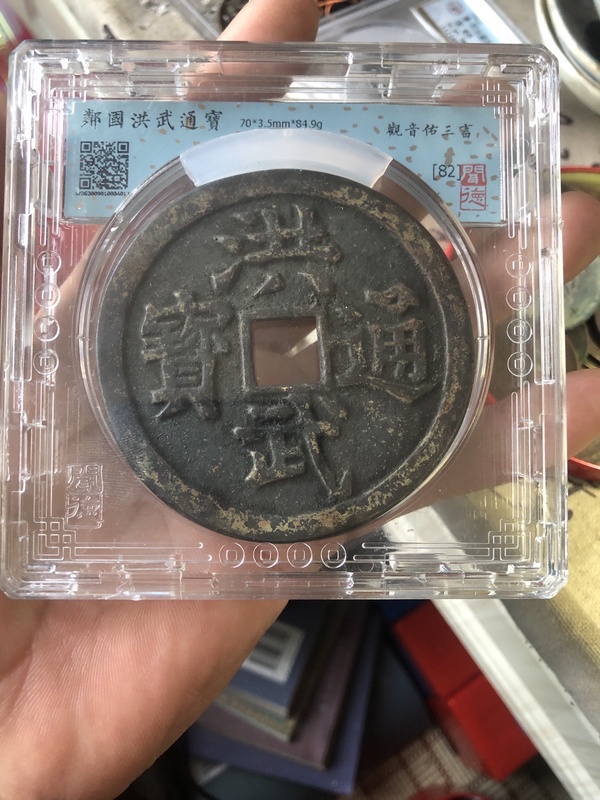 鄰國洪武通寶 70*3.5mm*84.9g 觀音佑三畜
[82] 聞德
洪武通寶
聞德